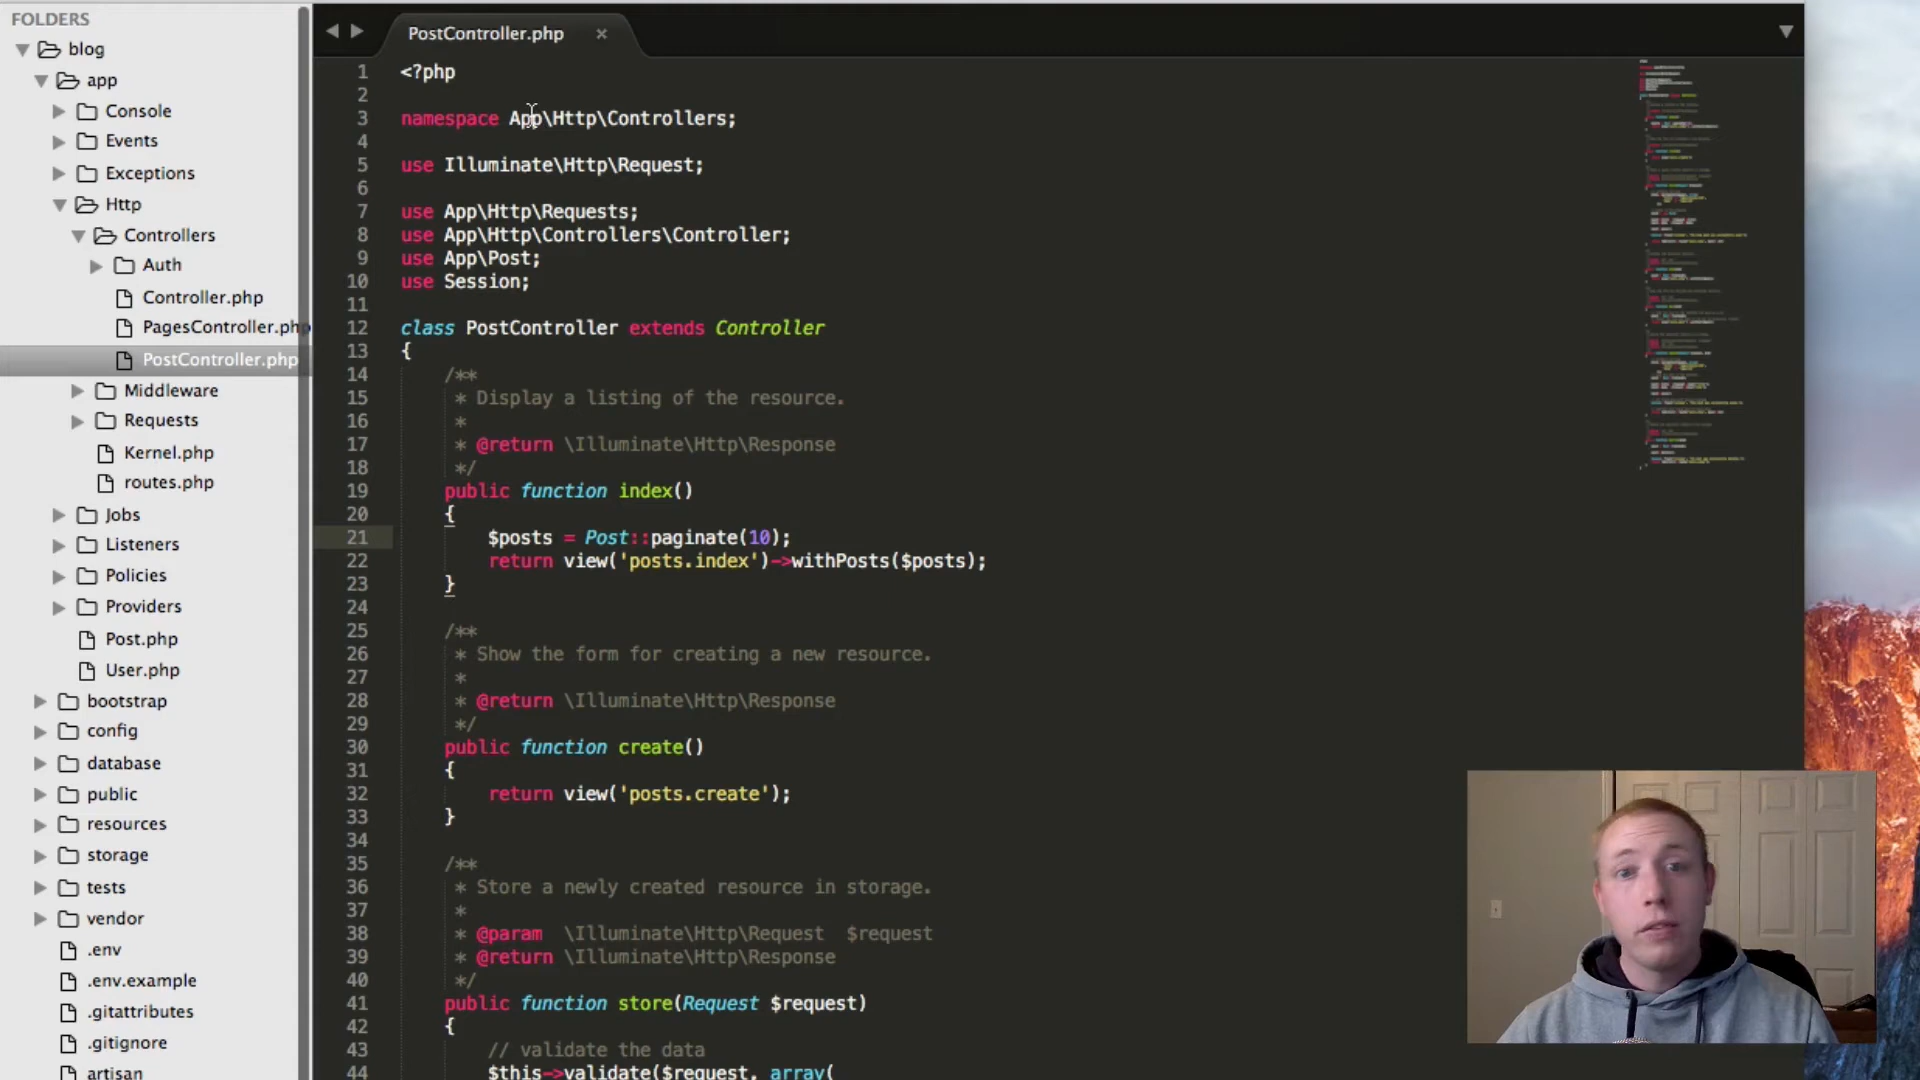 FOLDERS
blog
app
Console
Events
Exceptions
Http
Controllers
Auth
Controller.php
PagesController.php
PostController.php
Middleware
Requests
Kernel.php
routes.php
Jobs
Listeners
Policies
Providers
Post.php
User.php
bootstrap
config
database
public
resources
storage
tests
vendor
.env
.env.example
.gitattributes
.gitignore
artisan
PostController.php ×
1 <?php
2
3 namespace App\Http\Controllers;
4
5 use Illuminate\Http\Request;
6
7 use App\Http\Requests;
8 use App\Http\Controllers\Controller;
9 use App\Post;
10 use Session;
11
12 class PostController extends Controller
13 {
14 /**
15 * Display a listing of the resource.
16 *
17 * @return \Illuminate\Http\Response
18 */
19 public function index()
20 {
21 $posts = Post::paginate(10);
22 return view('posts.index')->withPosts($posts);
23 }
24
25 /**
26 * Show the form for creating a new resource.
27 *
28 * @return \Illuminate\Http\Response
29 */
30 public function create()
31 {
32 return view('posts.create');
33 }
34
35 /**
36 * Store a newly created resource in storage.
37 *
38 * @param \Illuminate\Http\Request $request
39 * @return \Illuminate\Http\Response
40 */
41 public function store(Request $request)
42 {
43 // validate the data
44 $this->validate($request, array(